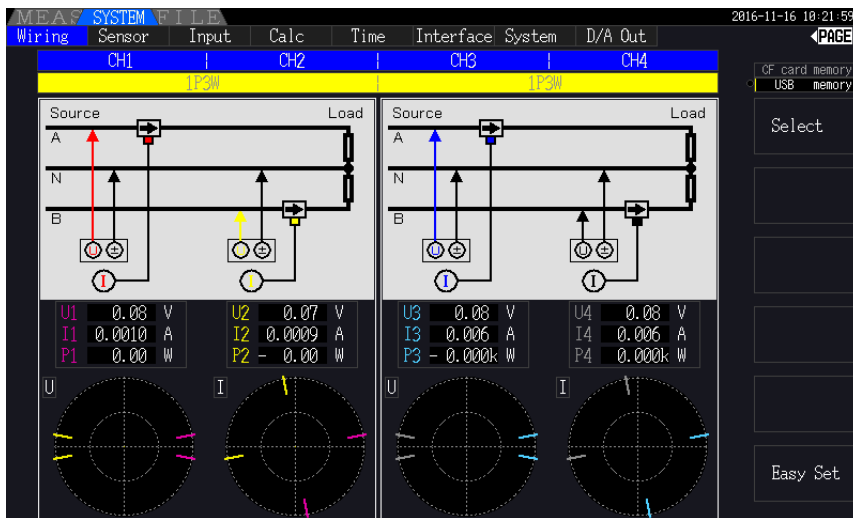 MEAS SYSTEM FILE 2016-11-16 10:21:59
Wiring Sensor Input Calc Time Interface System D/A Out PAGE
CH1 CH2 CH3 CH4
CF card memory
1P3W 1P3W
USB memory
Source Load Source Load
Select
A A
N N
B B
U ± U ± U ± U ±
I I I I
U1 0.08 V U2 0.07 V U3 0.08 V U4 0.08 V
I1 0.0010 A I2 0.0009 A I3 0.006 A I4 0.006 A
P1 0.00 W P2 - 0.00 W P3 - 0.000k W P4 0.000k W
U I U I
Easy Set